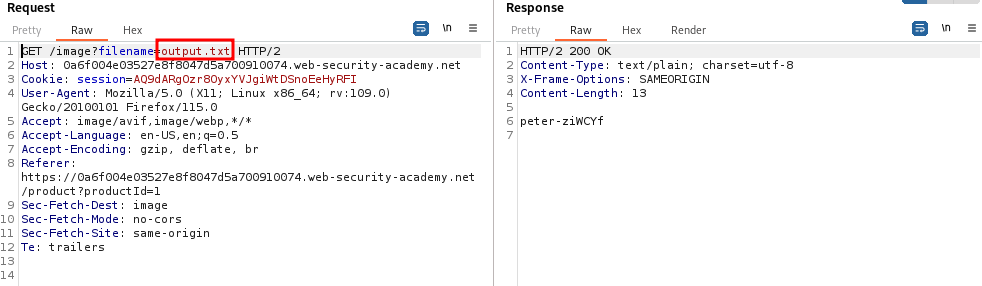 Request
Pretty Raw Hex
\n
1 GET /image?filename=output.txt HTTP/2
2 Host: 0a6f004e03527e8f8047d5a700910074.web-security-academy.net
3 Cookie: session=AQ9dARgOzr8OyxYVJgiWtDSnoEeHyRFI
4 User-Agent: Mozilla/5.0 (X11; Linux x86_64; rv:109.0)
Gecko/20100101 Firefox/115.0
5 Accept: image/avif,image/webp,*/*
6 Accept-Language: en-US,en;q=0.5
7 Accept-Encoding: gzip, deflate, br
8 Referer:
https://0a6f004e03527e8f8047d5a700910074.web-security-academy.net
/product?productId=1
9 Sec-Fetch-Dest: image
10 Sec-Fetch-Mode: no-cors
11 Sec-Fetch-Site: same-origin
12 Te: trailers
13
14
Response
Pretty Raw Hex Render
\n
1 HTTP/2 200 OK
2 Content-Type: text/plain; charset=utf-8
3 X-Frame-Options: SAMEORIGIN
4 Content-Length: 13
5
6 peter-ziWCYf
7